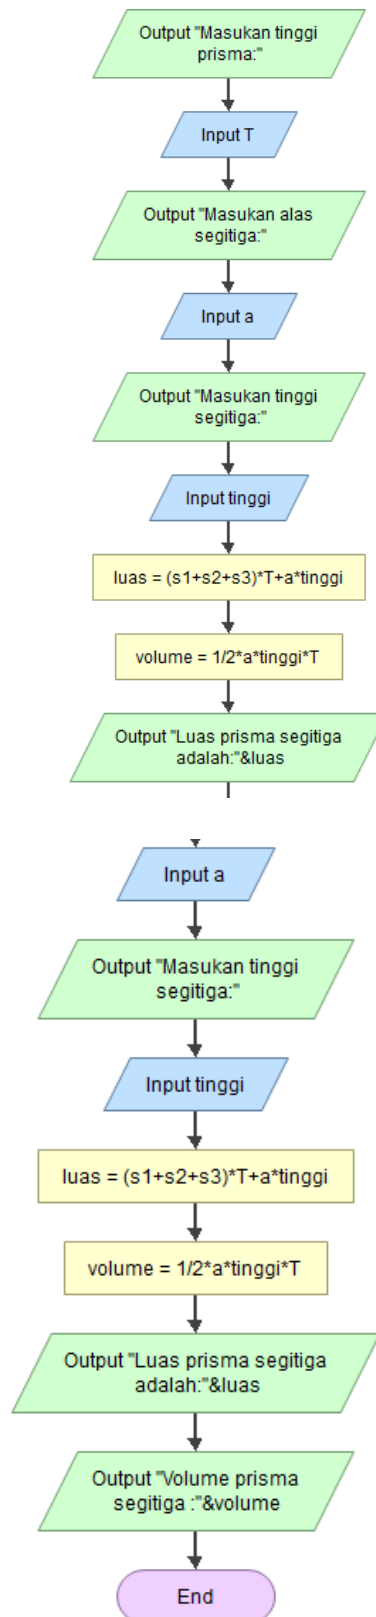 Output "Masukan tinggi
prisma:"
Input T
Output "Masukan alas
segitiga:"
Input a
Output "Masukan tinggi
segitiga:"
Input tinggi
luas = (s1+s2+s3)*T+a*tinggi
volume = 1/2*a*tinggi*T
Output "Luas prisma segitiga
adalah:"&luas
Input a
Output "Masukan tinggi
segitiga:"
Input tinggi
luas = (s1+s2+s3)*T+a*tinggi
volume = 1/2*a*tinggi*T
Output "Luas prisma segitiga
adalah:"&luas
Output "Volume prisma
segitiga :"&volume
End